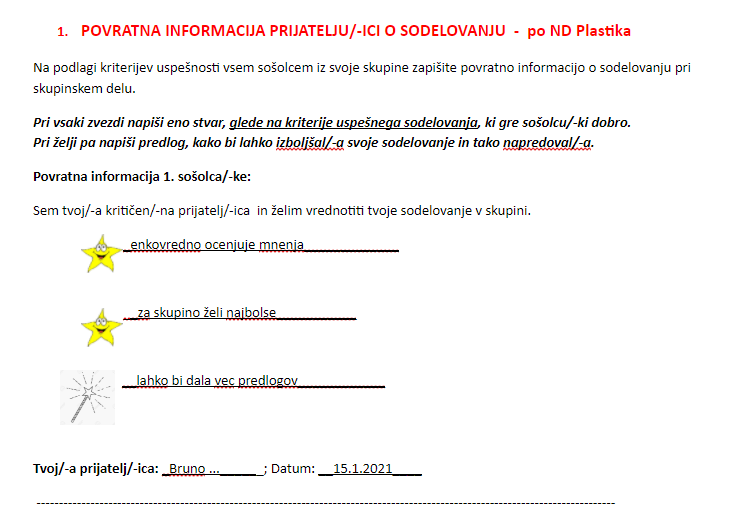 1. POVRATNA INFORMACIJA PRIJATELJU/-ICI O SODELOVANJU - po ND Plastika
Na podlagi kriterijev uspešnosti vsem sošolcem iz svoje skupine zapišite povratno informacijo o sodelovanju pri
skupinskem delu.
Pri vsaki zvezdi napiši eno stvar, glede na kriterije uspešnega sodelovanja, ki gre sošolcu/-ki dobro.
Pri želji pa napiši predlog, kako bi lahko izboljšal/-a svoje sodelovanje in tako napredoval/-a.
Povratna informacija 1. sošolca/-ke:
Sem tvoj/-a kritičen/-na prijatelj/-ica in želim vrednotiti tvoje sodelovanje v skupini.
_enkovredno ocenjuje mnenja______________
__za skupino želi najbolse____________
__lahko bi dala vec predlogov_____________
Tvoj/-a prijatelj/-ica: _Bruno ...______; Datum: __15.1.2021____